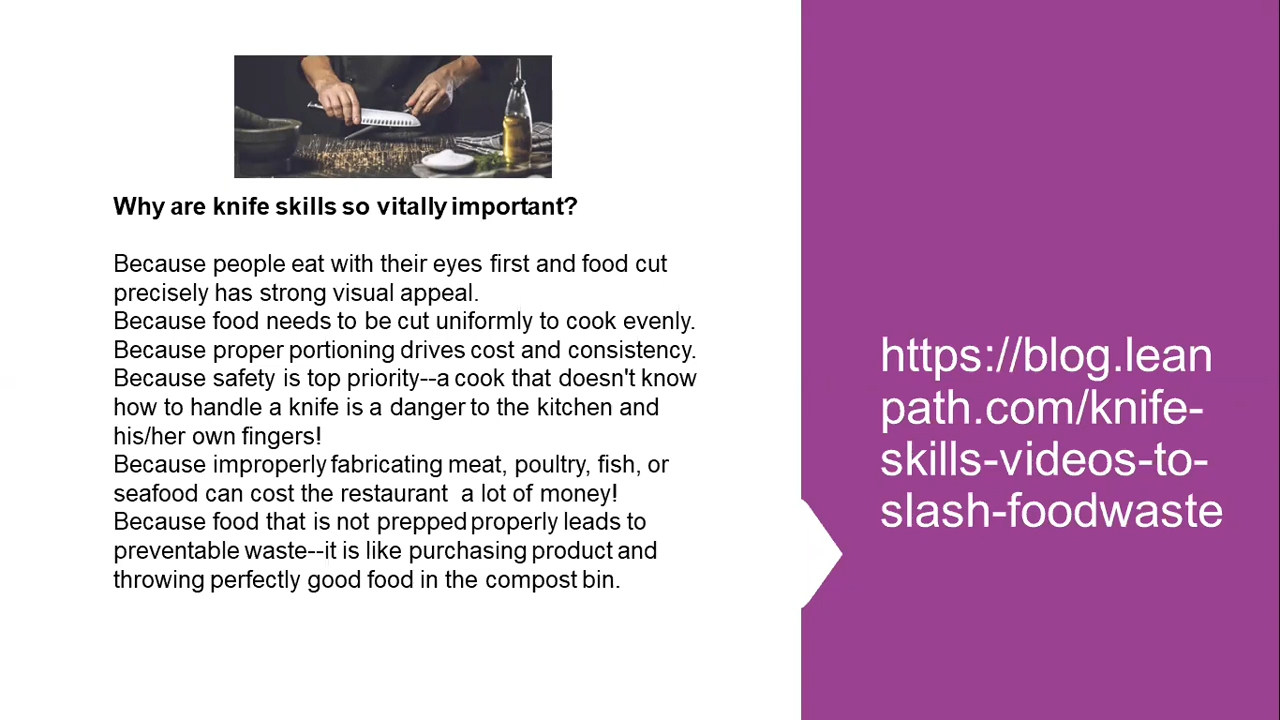 Why are knife skills so vitally important?
Because people eat with their eyes first and food cut
precisely has strong visual appeal.
Because food needs to be cut uniformly to cook evenly.
Because proper portioning drives cost and consistency.
Because safety is top priority--a cook that doesn't know
how to handle a knife is a danger to the kitchen and
his/her own fingers!
Because improperly fabricating meat, poultry, fish, or
seafood can cost the restaurant  a lot of money!
Because food that is not prepped properly leads to
preventable waste--it is like purchasing product and
throwing perfectly good food in the compost bin.
https://blog.lean
path.com/knife-
skills-videos-to-
slash-foodwaste